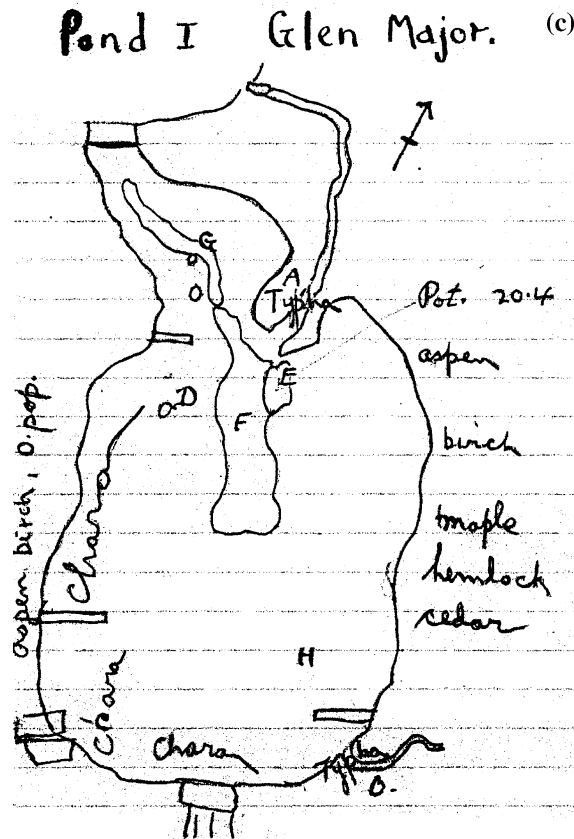 Pond I Glen Major. (c)
G
A
Typha
O
Pot. 20.4
aspen
E
D
F
birch
aspen, birch, D. pop.
Chara
maple
hemlock
cedar
H
Chara
Chara
Typha
B.